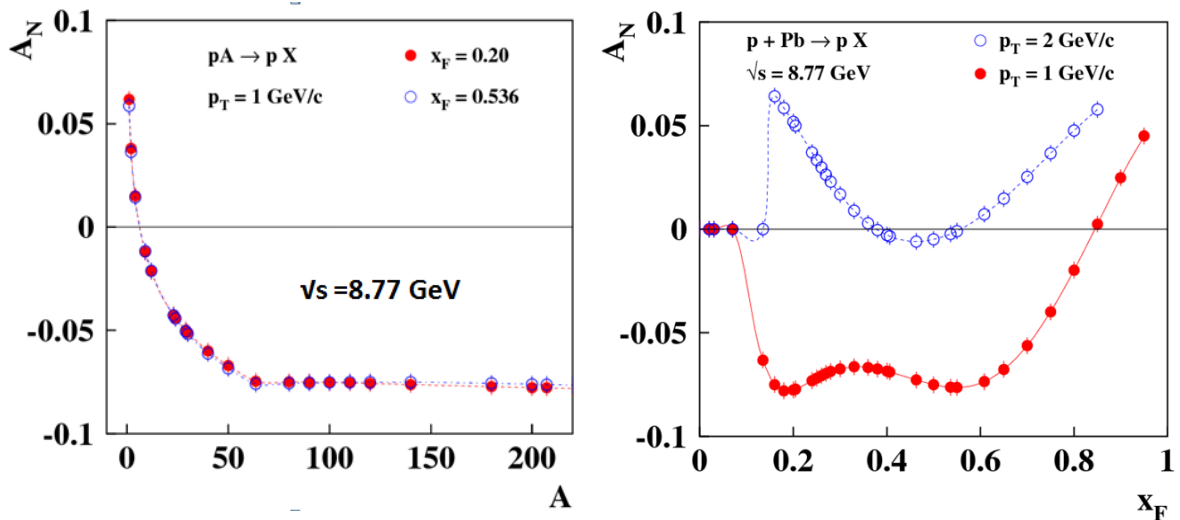 A_N
0.1
0.05
0
-0.05
-0.1
pA → p X
p_T = 1 GeV/c
x_F = 0.20
x_F = 0.536
√s =8.77 GeV
0 50 100 150 200
A
A_N
0.1
0.05
0
-0.05
-0.1
p + Pb → p X
√s = 8.77 GeV
p_T = 2 GeV/c
p_T = 1 GeV/c
0 0.2 0.4 0.6 0.8 1
x_F